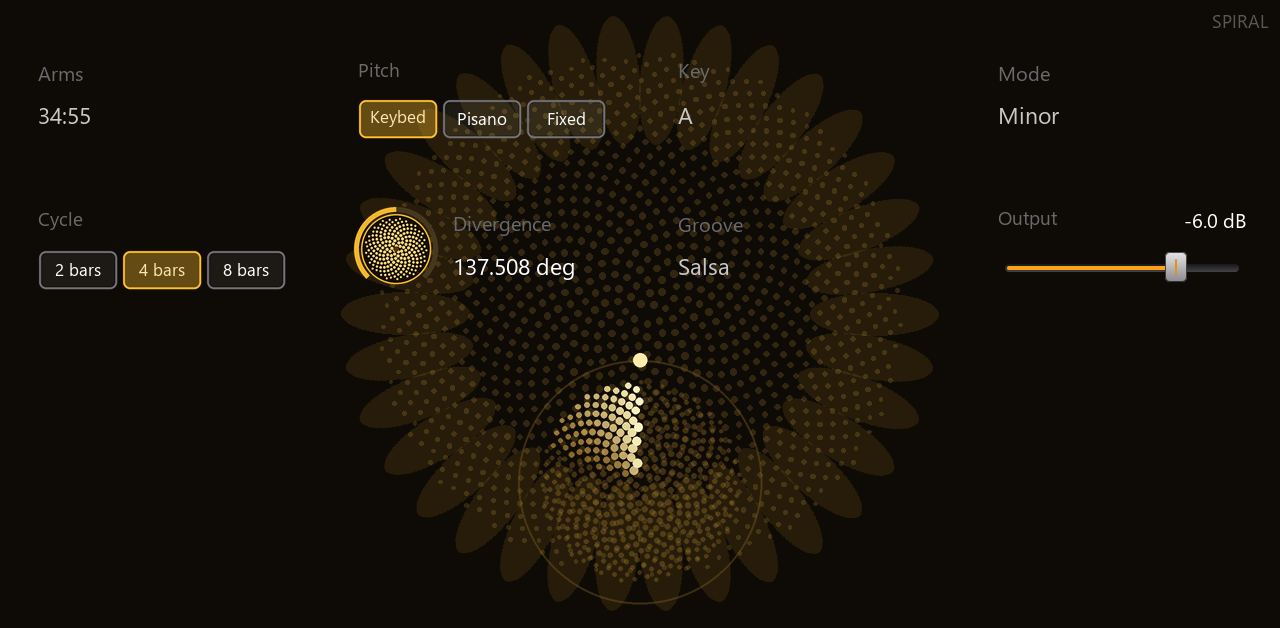 SPIRAL
Arms
34:55
Pitch
Keybed Pisano Fixed
Key
A
Mode
Minor
Cycle
2 bars 4 bars 8 bars
Divergence
137.508 deg
Groove
Salsa
Output
-6.0 dB